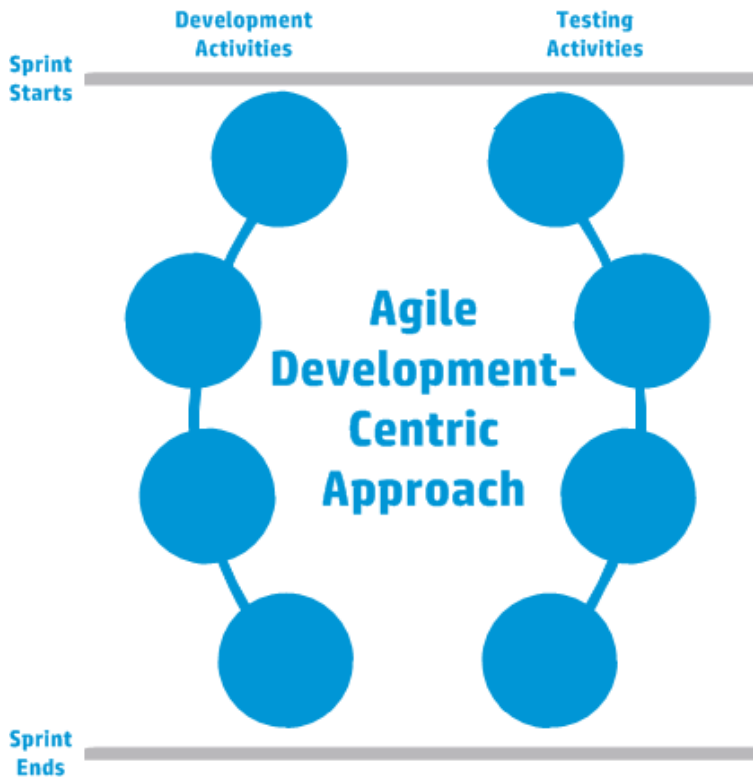 Development
Activities
Testing
Activities
Sprint
Starts
Agile
Development-
Centric
Approach
Sprint
Ends